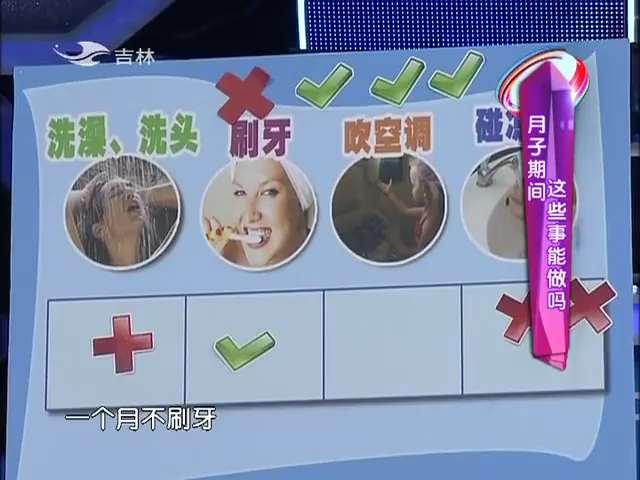 吉林
洗澡、洗头
刷牙
吹空调
碰
月子期间
这些事能做吗
一个月不刷牙